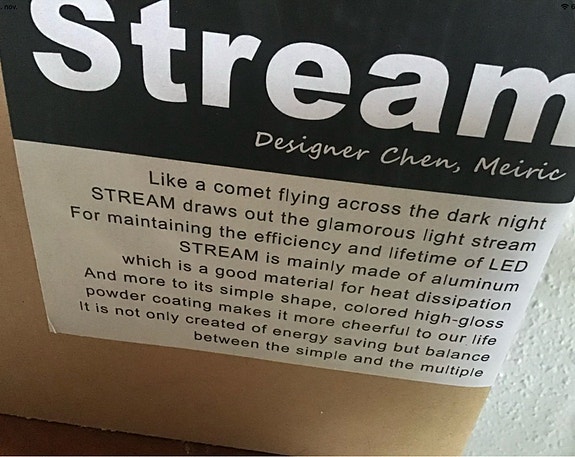 nov.
Stream
Designer Chen, Meiric
Like a comet flying across the dark night
STREAM draws out the glamorous light stream
For maintaining the efficiency and lifetime of LED
STREAM is mainly made of aluminum
which is a good material for heat dissipation
And more to its simple shape, colored high-gloss
powder coating makes it more cheerful to our life
It is not only created of energy saving but balance
between the simple and the multiple